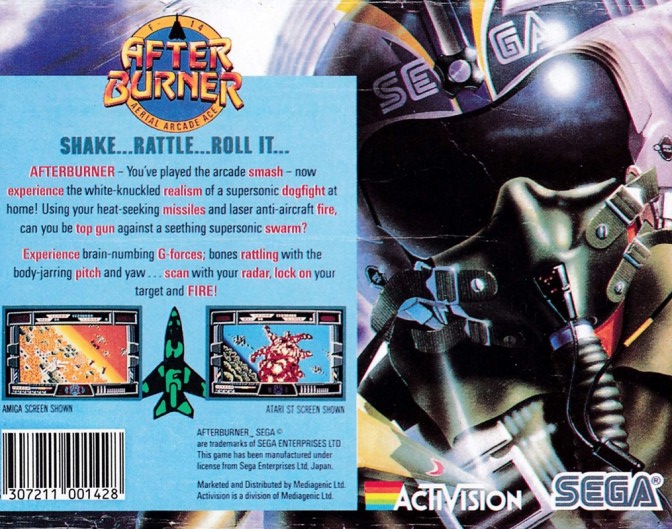 F-14
AFTER
BURNER
AERIAL ARCADE ACE
SHAKE...RATTLE...ROLL IT...
AFTERBURNER – You've played the arcade smash – now
experience the white-knuckled realism of a supersonic dogfight at
home! Using your heat-seeking missiles and laser anti-aircraft fire,
can you be top gun against a seething supersonic swarm?
Experience brain-numbing G-forces; bones rattling with the
body-jarring pitch and yaw... scan with your radar, lock on your
target and FIRE!
AMIGA SCREEN SHOWN
ATARI ST SCREEN SHOWN
AFTERBURNER_ SEGA ©
are trademarks of SEGA ENTERPRISES LTD
This game has been manufactured under
license from Sega Enterprises Ltd. Japan.
Marketed and Distributed by Mediagenic Ltd.
Activision is a division of Mediagenic Ltd.
307211 001428
SEGA
ACTIVISION
SEGA®